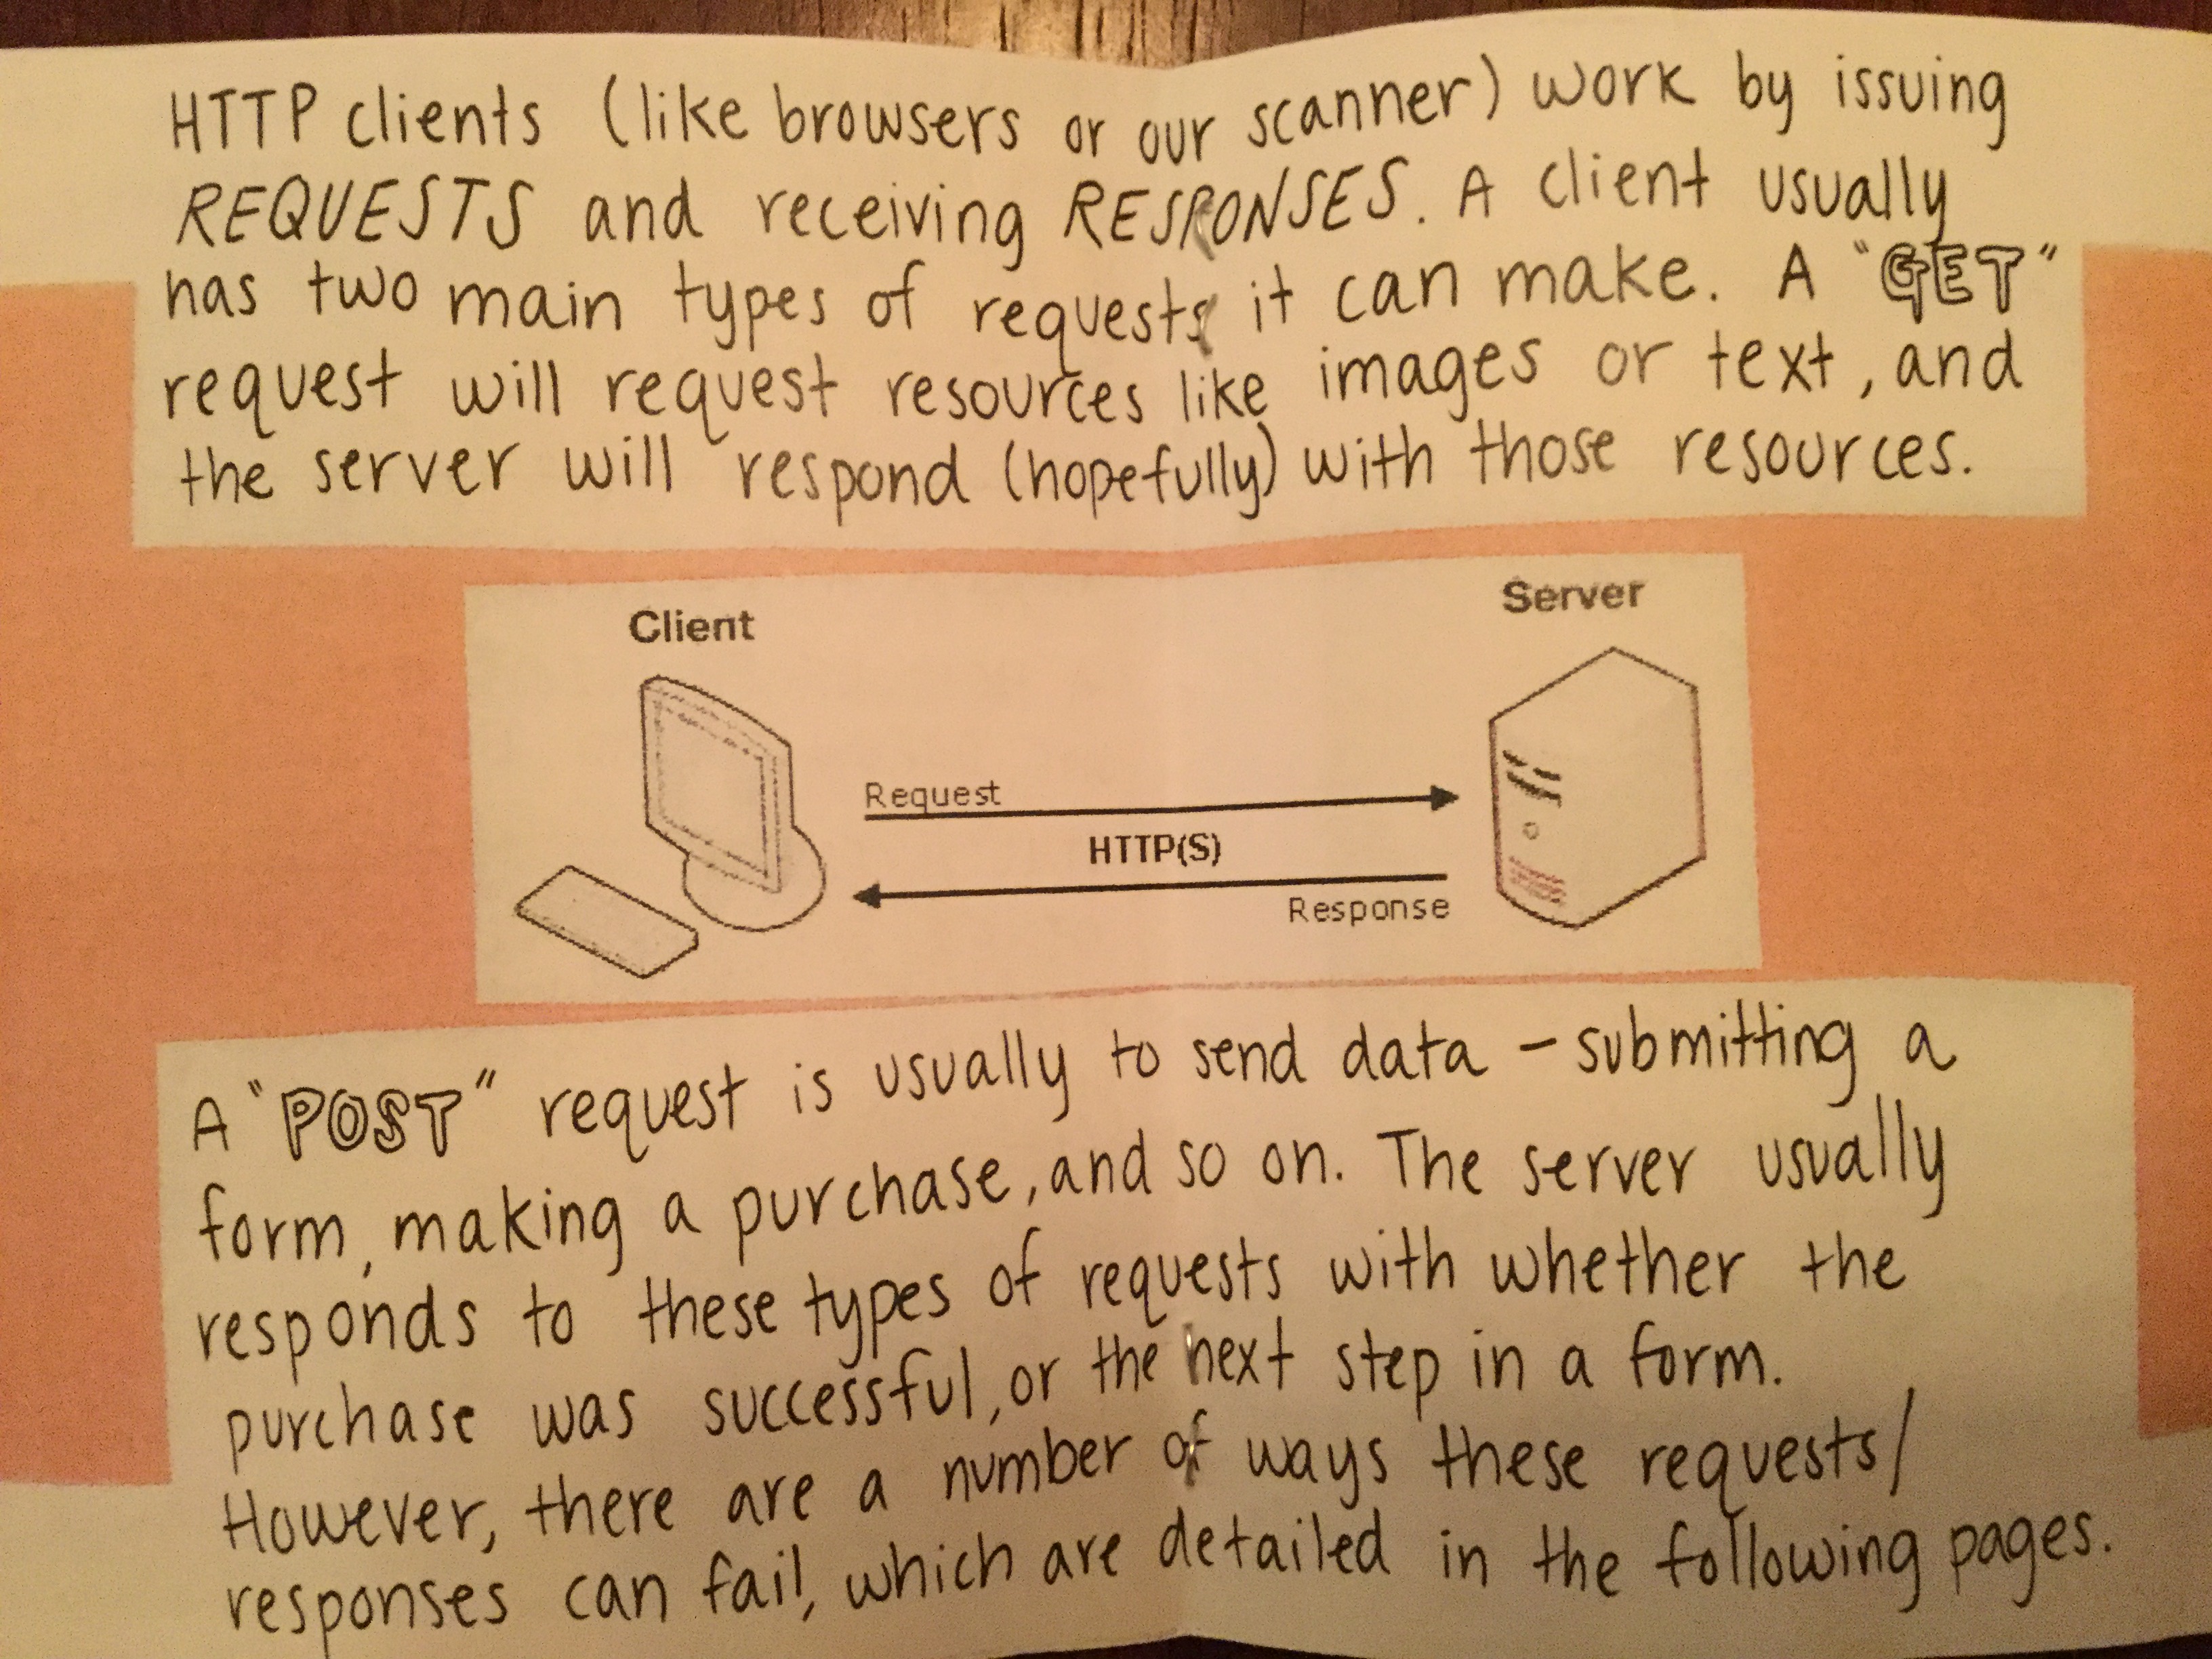 HTTP clients (like browsers or our scanner) work by issuing
REQUESTS and receiving RESPONSES. A client usually
has two main types of requests it can make. A "GET"
request will request resources like images or text, and
the server will respond (hopefully) with those resources.
Client
Server
Request
HTTP(S)
Response
A "POST" request is usually to send data - submitting a
form, making a purchase, and so on. The server usually
responds to these types of requests with whether the
purchase was successful, or the next step in a form.
However, there are a number of ways these requests/
responses can fail, which are detailed in the following pages.